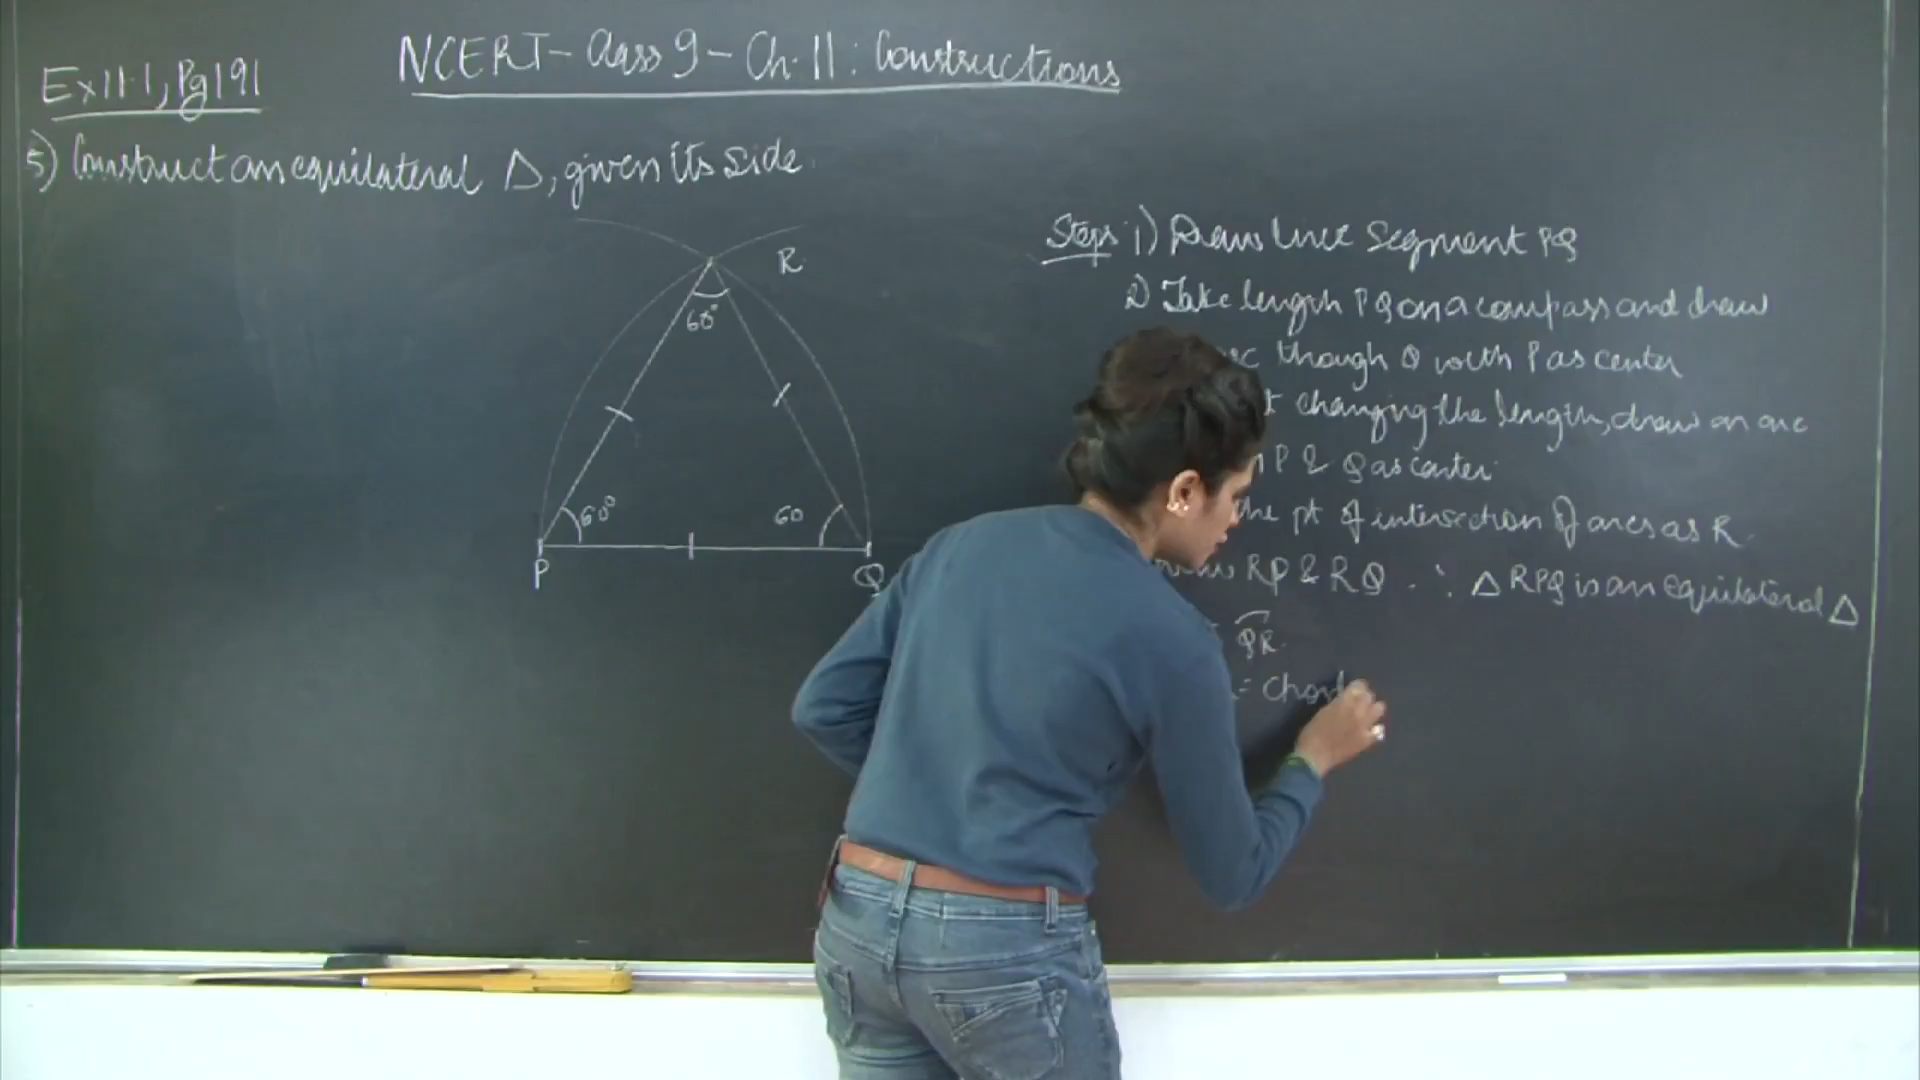 NCERT - Class 9 - Ch. 11 : Constructions
Ex 11.1, Pg 191
5) Construct an equilateral Δ, given its side.
R
60°
60°
60
P
Q
Steps 1) Draw line segment PQ
2) Take length PQ on a compass and draw
though Q with P as center
changing the length, draw an arc
P & Q as center.
the pt of intersection of arcs as R.
RP & RQ. ∴ Δ RPQ is an equilateral Δ
QR.
= Chord